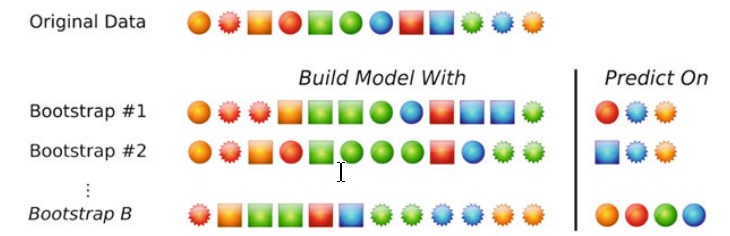 Original Data
Build Model With
Predict On
Bootstrap #1
Bootstrap #2
⋮
Bootstrap B